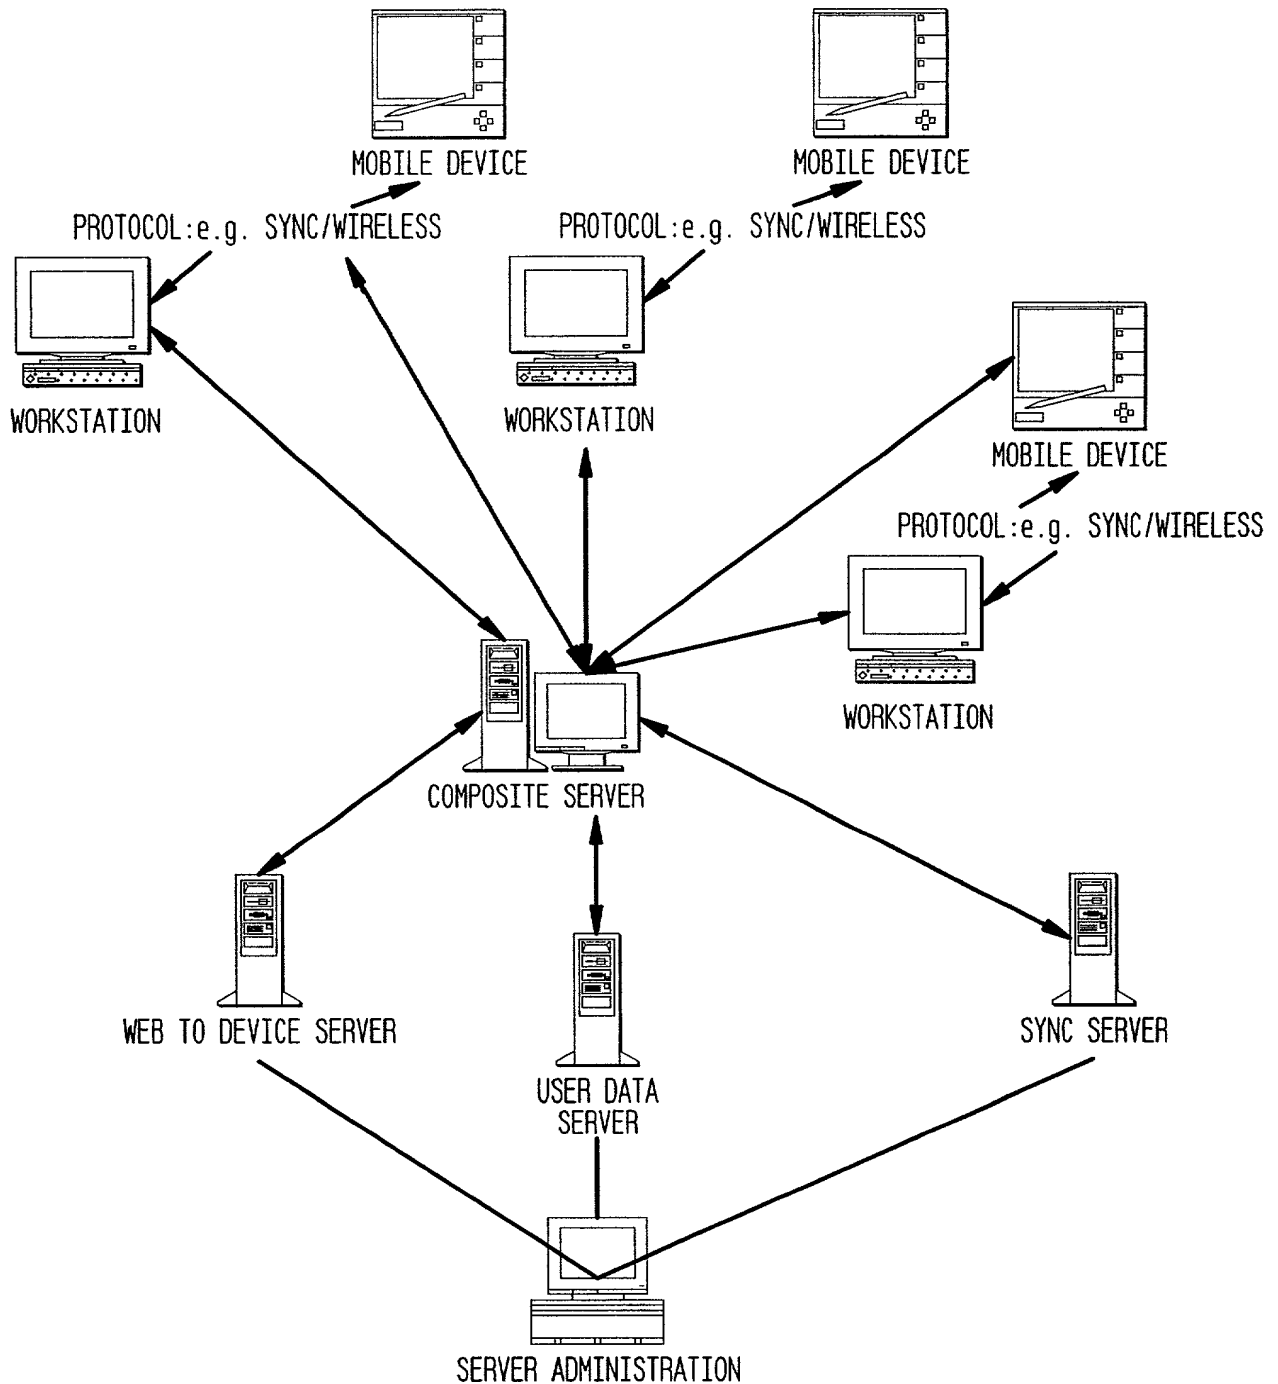 MOBILE DEVICE
MOBILE DEVICE
PROTOCOL:e.g. SYNC/WIRELESS
PROTOCOL:e.g. SYNC/WIRELESS
WORKSTATION
WORKSTATION
MOBILE DEVICE
PROTOCOL:e.g. SYNC/WIRELESS
WORKSTATION
COMPOSITE SERVER
WEB TO DEVICE SERVER
SYNC SERVER
USER DATA
SERVER
SERVER ADMINISTRATION